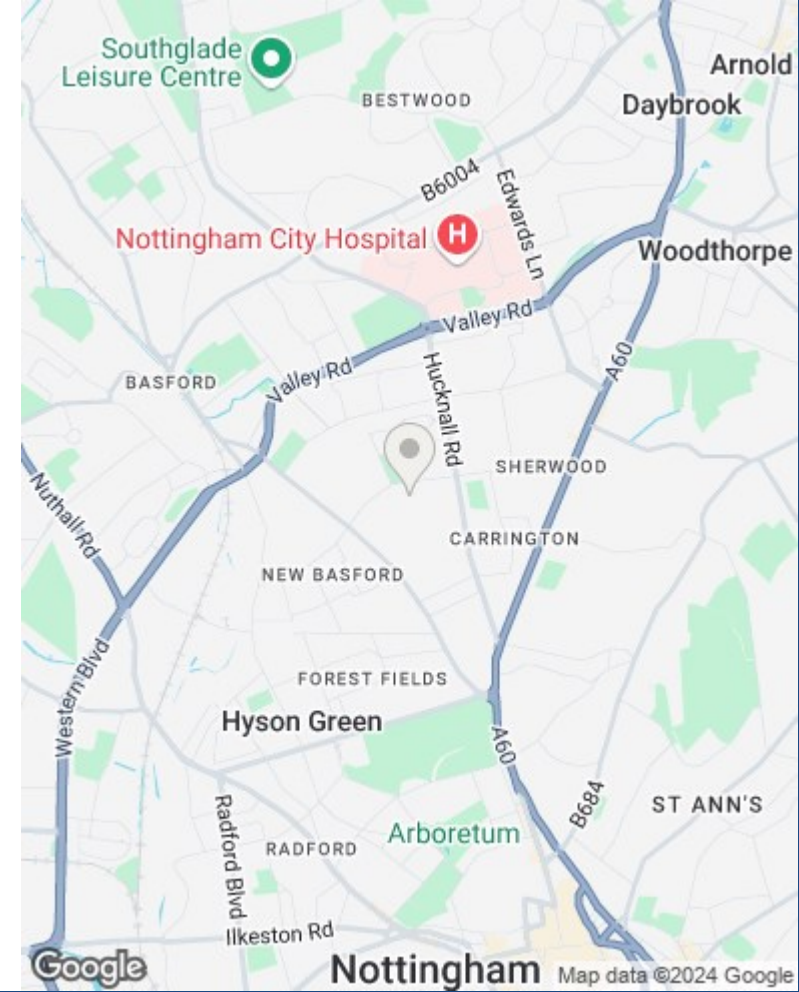 Southglade
Leisure Centre
Arnold
BESTWOOD
Daybrook
B6004
Edwards Ln
Nottingham City Hospital
H
Woodthorpe
Valley Rd
Valley Rd
A60
BASFORD
Hucknall Rd
SHERWOOD
Nuthall Rd
CARRINGTON
NEW BASFORD
Western Blvd
FOREST FIELDS
Hyson Green
A60
B684
ST ANN'S
Radford Blvd
Arboretum
RADFORD
Ilkeston Rd
Nottingham
Google
Map data ©2024 Google